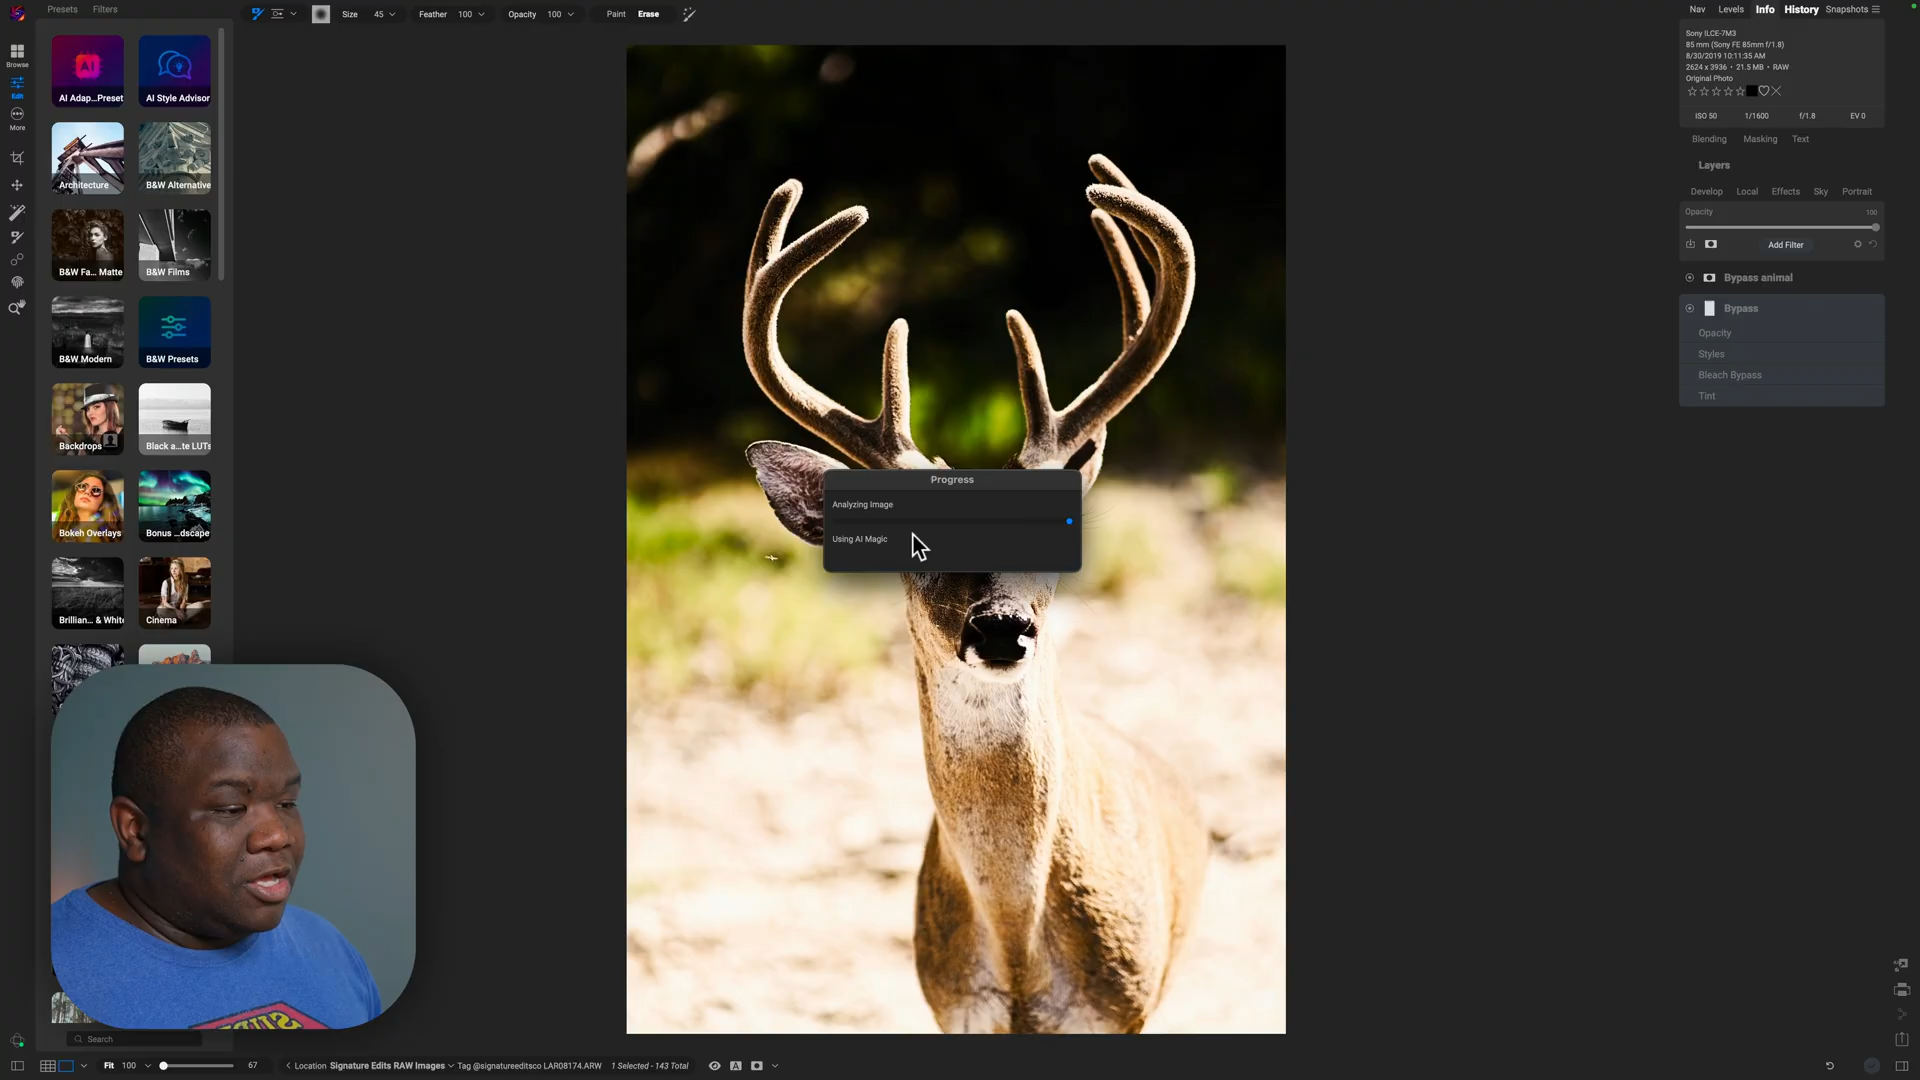 Presets Filters
Size 45 Feather 100 Opacity 100 Paint Erase
Nav Levels Info History Snapshots
Browse
Edit
More
AI Adap...Preset
AI Style Advisor
Architecture
B&W Alternative
B&W Fa... Matte
B&W Films
B&W Modern
B&W Presets
Backdrops
Black a...te LUTs
Bokeh Overlays
Bonus ...dscape
Brillian... & White
Cinema
Search
Progress
Analyzing Image
Using AI Magic
Sony ILCE-7M3
85 mm (Sony FE 85mm f/1.8)
8/30/2019 10:11:35 AM
2624 x 3936 • 21.5 MB • RAW
Original Photo
ISO 50 1/1600 f/1.8 EV 0
Blending Masking Text
Layers
Develop Local Effects Sky Portrait
Opacity 100
Add Filter
Bypass animal
Bypass
Opacity
Styles
Bleach Bypass
Tint
Fit 100 67 Location Signature Edits RAW Images Tag @signatureeditsco LAR08174.ARW 1 Selected - 143 Total